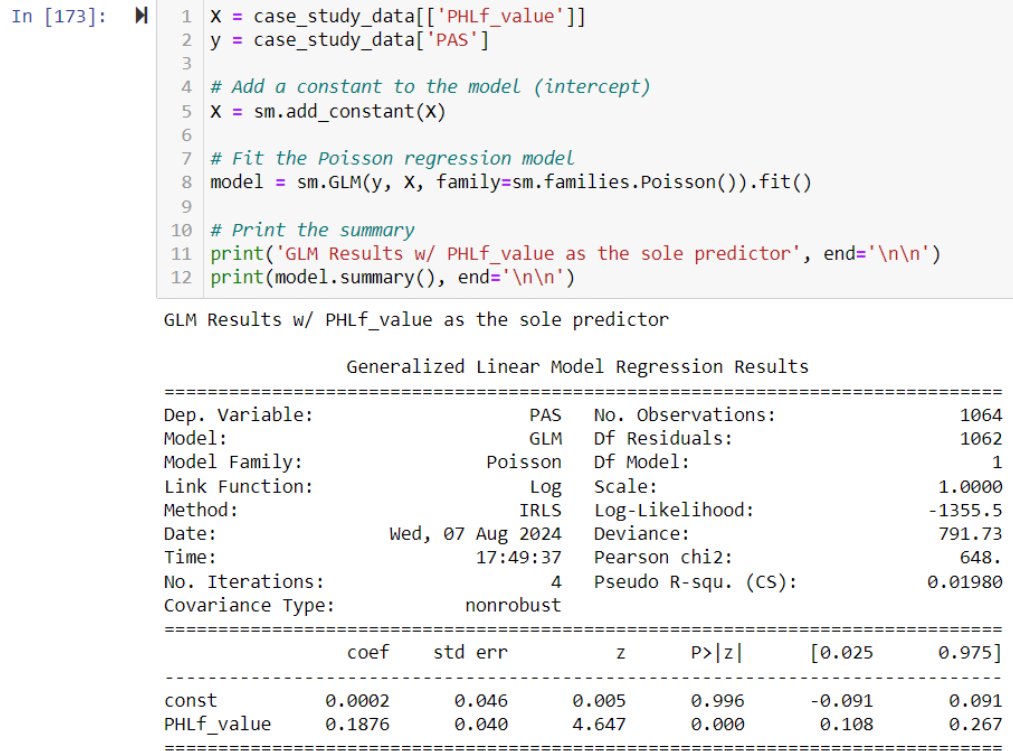 In [173]:
1 X = case_study_data[['PHLf_value']]
2 y = case_study_data['PAS']
3
4 # Add a constant to the model (intercept)
5 X = sm.add_constant(X)
6
7 # Fit the Poisson regression model
8 model = sm.GLM(y, X, family=sm.families.Poisson()).fit()
9
10 # Print the summary
11 print('GLM Results w/ PHLf_value as the sole predictor', end='\n\n')
12 print(model.summary(), end='\n\n')
GLM Results w/ PHLf_value as the sole predictor
Generalized Linear Model Regression Results
==============================================================================
Dep. Variable: PAS No. Observations: 1064
Model: GLM Df Residuals: 1062
Model Family: Poisson Df Model: 1
Link Function: Log Scale: 1.0000
Method: IRLS Log-Likelihood: -1355.5
Date: Wed, 07 Aug 2024 Deviance: 791.73
Time: 17:49:37 Pearson chi2: 648.
No. Iterations: 4 Pseudo R-squ. (CS): 0.01980
Covariance Type: nonrobust
==============================================================================
coef std err z P>|z| [0.025 0.975]
------------------------------------------------------------------------------
const 0.0002 0.046 0.005 0.996 -0.091 0.091
PHLf_value 0.1876 0.040 4.647 0.000 0.108 0.267
==============================================================================